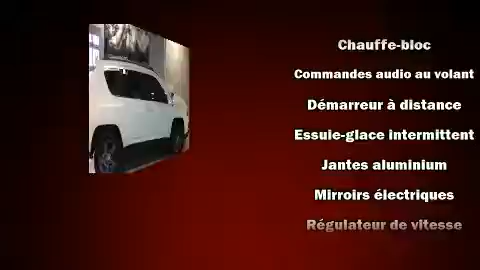 Chauffe-bloc
Commandes audio au volant
Démarreur à distance
Essuie-glace intermittent
Jantes aluminium
Mirroirs électriques
Régulateur de vitesse